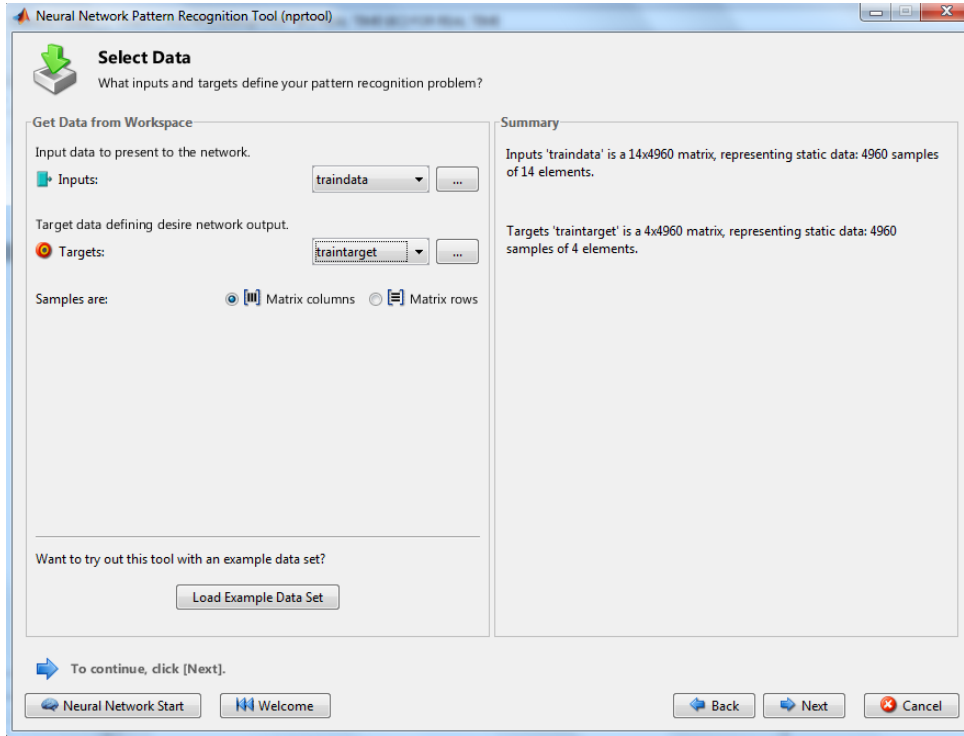 Neural Network Pattern Recognition Tool (nprtool)
Select Data
What inputs and targets define your pattern recognition problem?
Get Data from Workspace
Input data to present to the network.
Inputs:
traindata
...
Target data defining desire network output.
Targets:
traintarget
...
Samples are:
Matrix columns
Matrix rows
Want to try out this tool with an example data set?
Load Example Data Set
Summary
Inputs 'traindata' is a 14x4960 matrix, representing static data: 4960 samples
of 14 elements.
Targets 'traintarget' is a 4x4960 matrix, representing static data: 4960
samples of 4 elements.
To continue, click [Next].
Neural Network Start
Welcome
Back
Next
Cancel